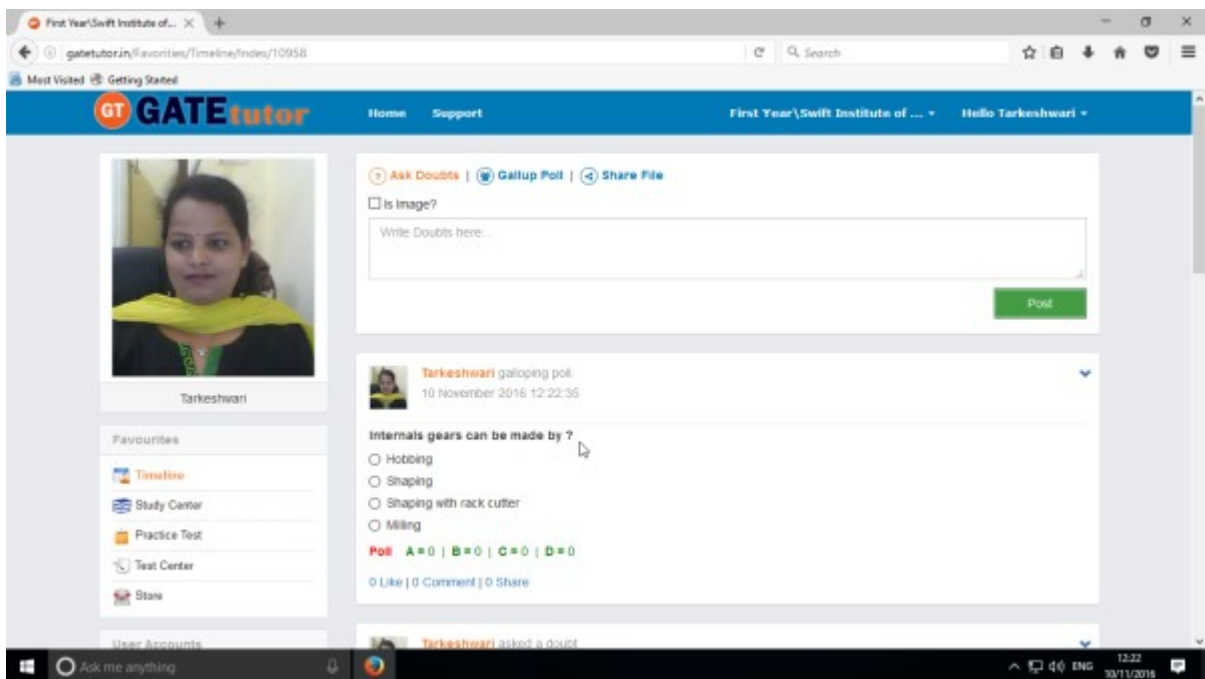 First Year\Swift Institute of...
gatetutor.in/Favorities/Timeline/Index/10958
Search
Most Visited Getting Started
GT GATEtutor
Home Support First Year\Swift Institute of .... Hello Tarkeshwari
Ask Doubts | Gallup Poll | Share File
Is image?
Write Doubts here...
Post
Tarkeshwari
Favourites
Timeline
Study Center
Practice Test
Test Center
Store
User Accounts
Tarkeshwari galloping poll.
10 November 2016 12:22:35
Internals gears can be made by ?
Hobbing
Shaping
Shaping with rack cutter
Milling
Poll A = 0 | B = 0 | C = 0 | D = 0
0 Like | 0 Comment | 0 Share
Tarkeshwari asked a doubt
Ask me anything
ENG
12:22
10/11/2016